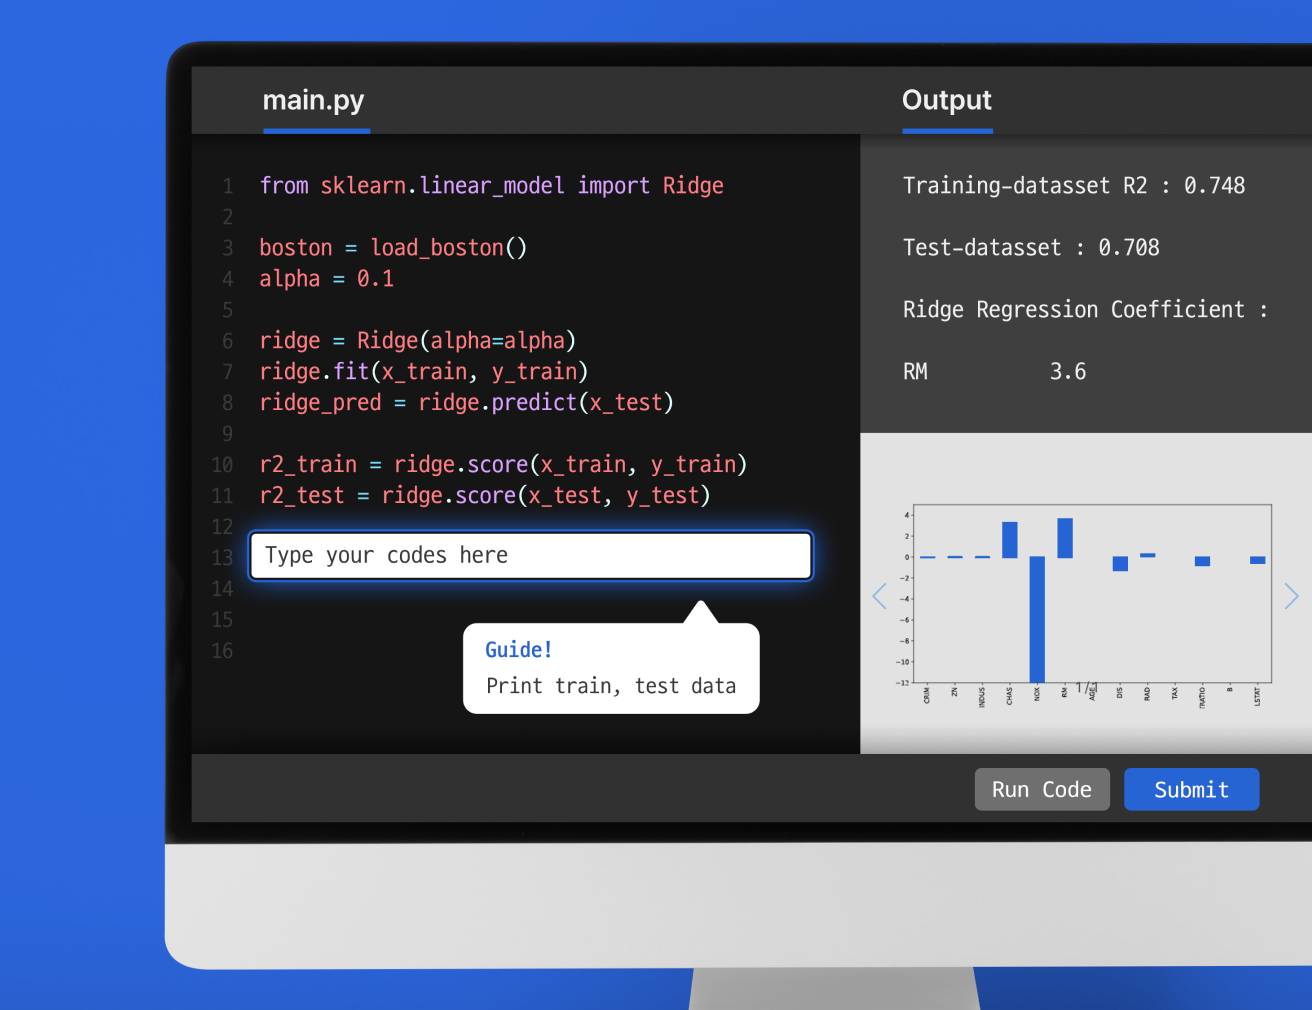 main.py
1 from sklearn.linear_model import Ridge
2
3 boston = load_boston()
4 alpha = 0.1
5
6 ridge = Ridge(alpha=alpha)
7 ridge.fit(x_train, y_train)
8 ridge_pred = ridge.predict(x_test)
9
10 r2_train = ridge.score(x_train, y_train)
11 r2_test = ridge.score(x_test, y_test)
12
13 Type your codes here
14
15
16
Guide!
Print train, test data
Output
Training-datasset R2 : 0.748
Test-datasset : 0.708
Ridge Regression Coefficient :
RM 3.6
4
2
0
−2
−4
−6
−8
−10
−12
CRIM ZN INDUS CHAS NOX RM AGE DIS RAD TAX TRATIO B LSTAT
Run Code
Submit